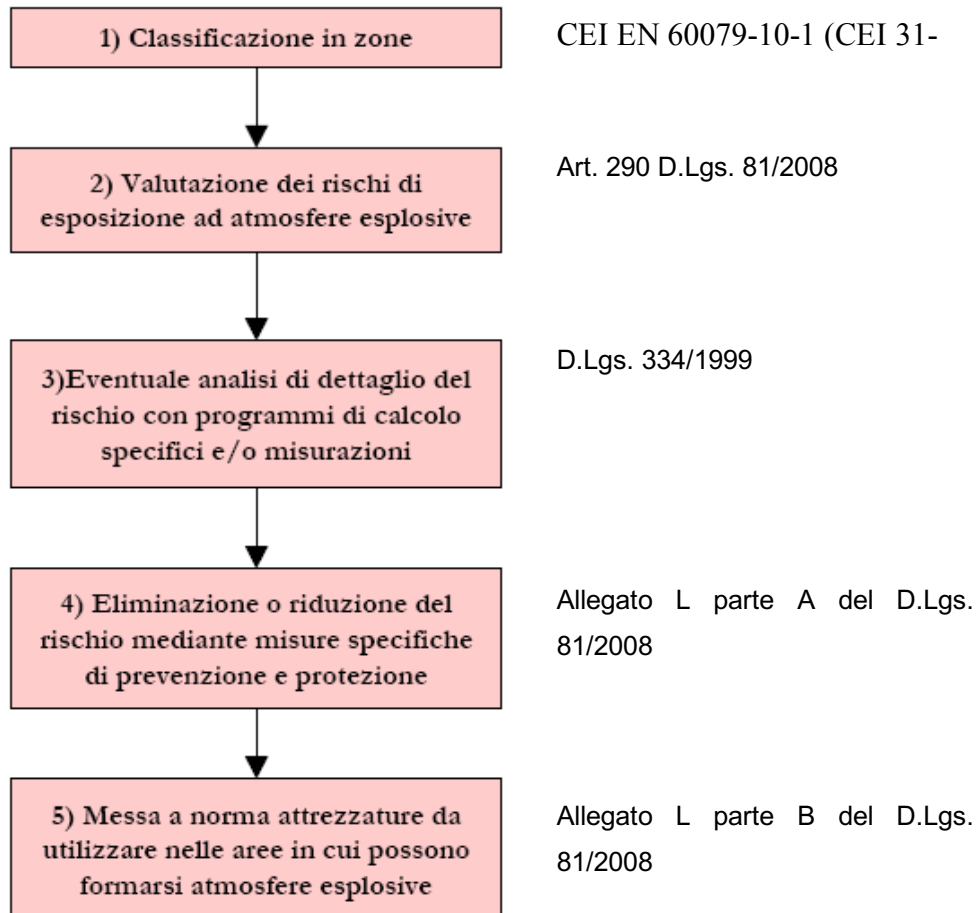 1) Classificazione in zone
CEI EN 60079-10-1 (CEI 31-
2) Valutazione dei rischi di
esposizione ad atmosfere esplosive
Art. 290 D.Lgs. 81/2008
3)Eventuale analisi di dettaglio del
rischio con programmi di calcolo
specifici e/o misurazioni
D.Lgs. 334/1999
4) Eliminazione o riduzione del
rischio mediante misure specifiche
di prevenzione e protezione
Allegato L parte A del D.Lgs.
81/2008
5) Messa a norma attrezzature da
utilizzare nelle aree in cui possono
formarsi atmosfere esplosive
Allegato L parte B del D.Lgs.
81/2008